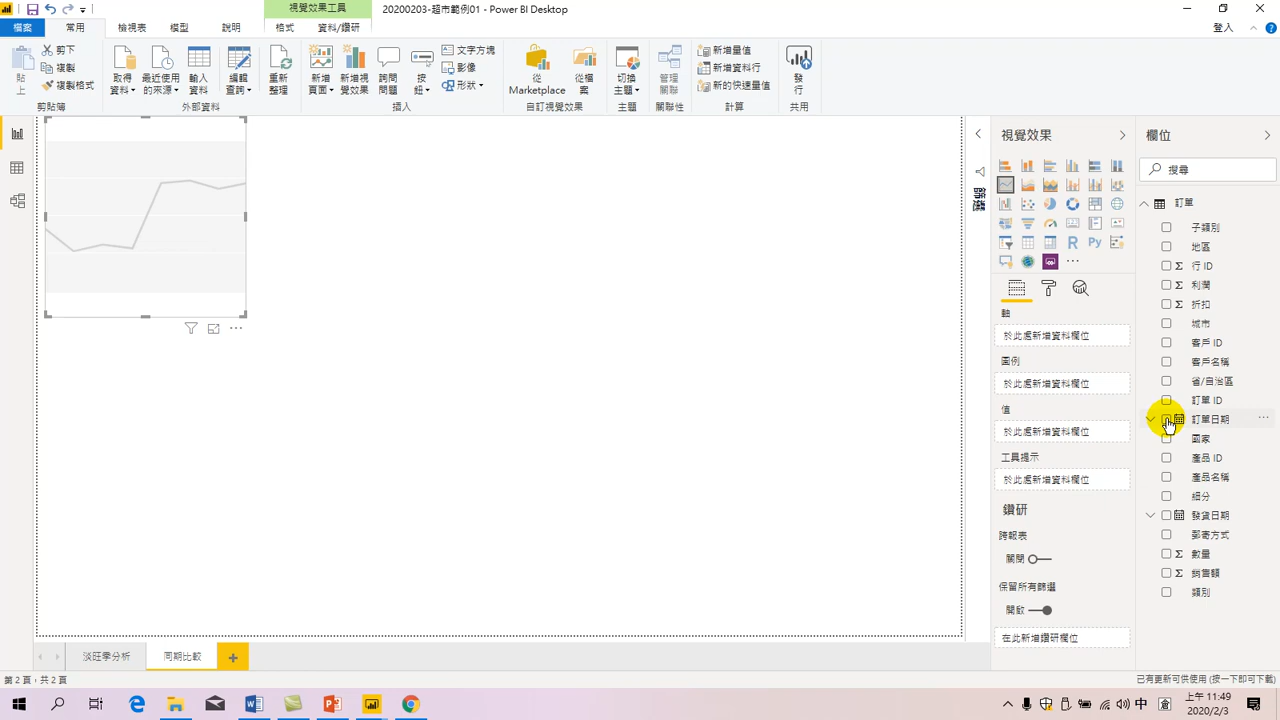 視覺效果工具
20200203-超市範例01 - Power BI Desktop
檔案
常用
檢視表
模型
說明
格式
資料/鑽研
登入
貼上
剪下
複製
複製格式
剪貼簿
取得資料
最近使用的來源
輸入資料
編輯查詢
外部資料
重新整理
新增頁面
新增視覺效果
詢問問題
按鈕
文字方塊
影像
形狀
插入
從 Marketplace
從檔案
自訂視覺效果
切換主題
主題
管理關聯
關聯性
新增量值
新增資料行
新的快速量值
計算
發行
共用
篩選
視覺效果
R
Py
軸
於此處新增資料欄位
圖例
於此處新增資料欄位
值
於此處新增資料欄位
工具提示
於此處新增資料欄位
鑽研
跨報表
關閉
保留所有篩選
開啟
在此新增鑽研欄位
欄位
搜尋
訂單
子類別
地區
行 ID
利潤
折扣
城市
客戶 ID
客戶名稱
省/自治區
訂單 ID
訂單日期
國家
產品 ID
產品名稱
細分
發貨日期
郵寄方式
數量
銷售額
類別
淡旺季分析
同期比較
第 2 頁，共 2 頁
已有更新可供使用 (按一下即可下載)
中
上午 11:49
2020/2/3